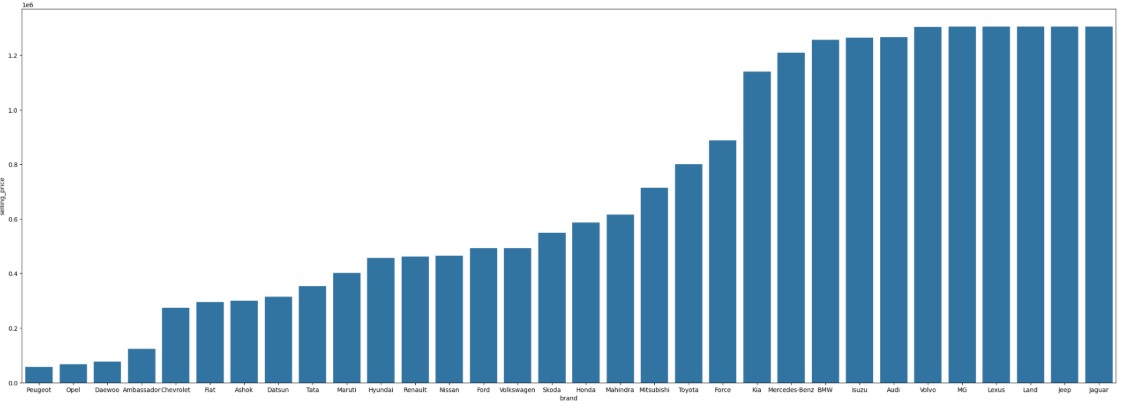 1e6
1.2
1.0
0.8
0.6
0.4
0.2
0.0
selling_price
Peugeot Opel Daewoo Ambassador Chevrolet Fiat Ashok Datsun Tata Maruti Hyundai Renault Nissan Ford Volkswagen Skoda Honda Mahindra Mitsubishi Toyota Force Kia Mercedes-Benz BMW Isuzu Audi Volvo MG Lexus Land Jeep Jaguar
brand